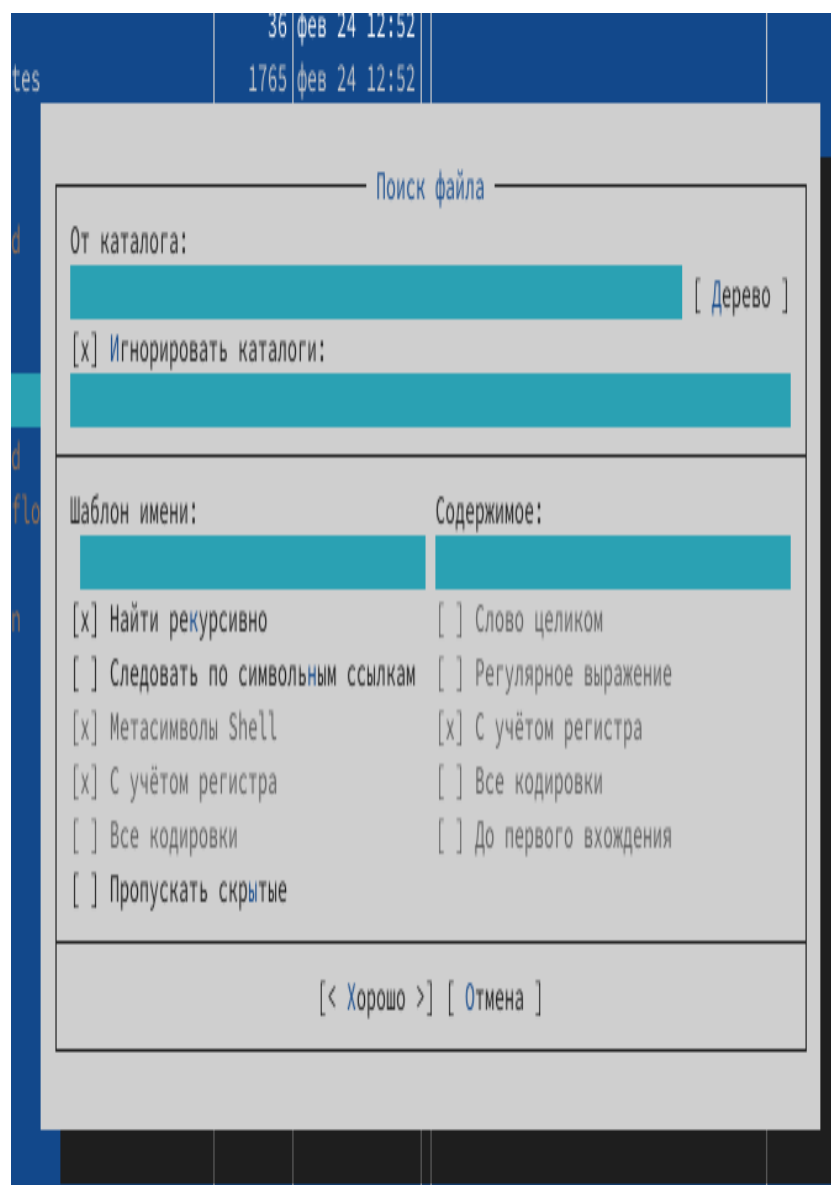 36 фев 24 12:52
tes 1765 фев 24 12:52
Поиск файла
d От каталога:
[ Дерево ]
[x] Игнорировать каталоги:
d
flo Шаблон имени: Содержимое:
n [x] Найти рекурсивно [ ] Слово целиком
[ ] Следовать по символьным ссылкам [ ] Регулярное выражение
[x] Метасимволы Shell [x] С учётом регистра
[x] С учётом регистра [ ] Все кодировки
[ ] Все кодировки [ ] До первого вхождения
[ ] Пропускать скрытые
[< Хорошо >] [ Отмена ]